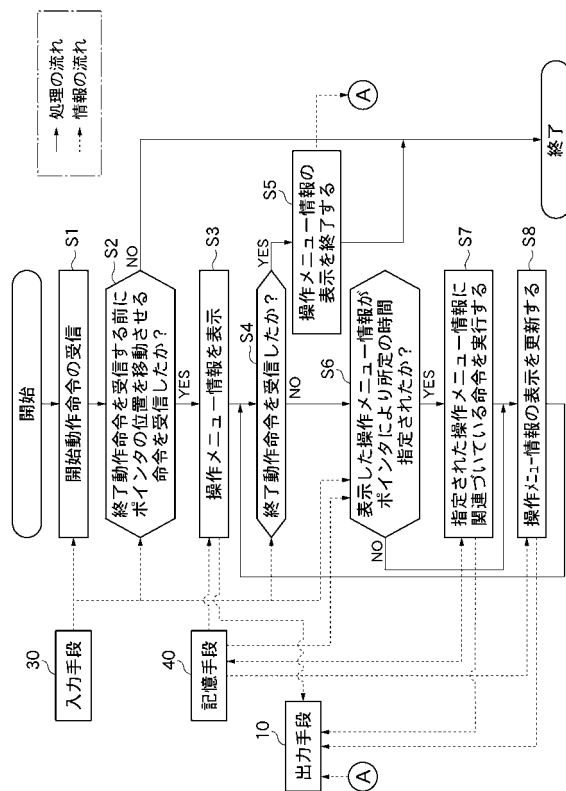 処理の流れ
情報の流れ
開始
S1
開始動作命令の受信
S2
終了動作命令を受信する前に
ポインタの位置を移動させる
命令を受信したか？
NO
YES
S3
操作メニュー情報を表示
S4
終了動作命令を受信したか？
YES
NO
S5
操作メニュー情報の
表示を終了する
A
S6
表示した操作メニュー情報が
ポインタにより所定の時間
指定されたか？
NO
YES
S7
指定された操作メニュー情報に
関連づいている命令を実行する
S8
操作メニュー情報の表示を更新する
終了
30
入力手段
40
記憶手段
10
出力手段
A